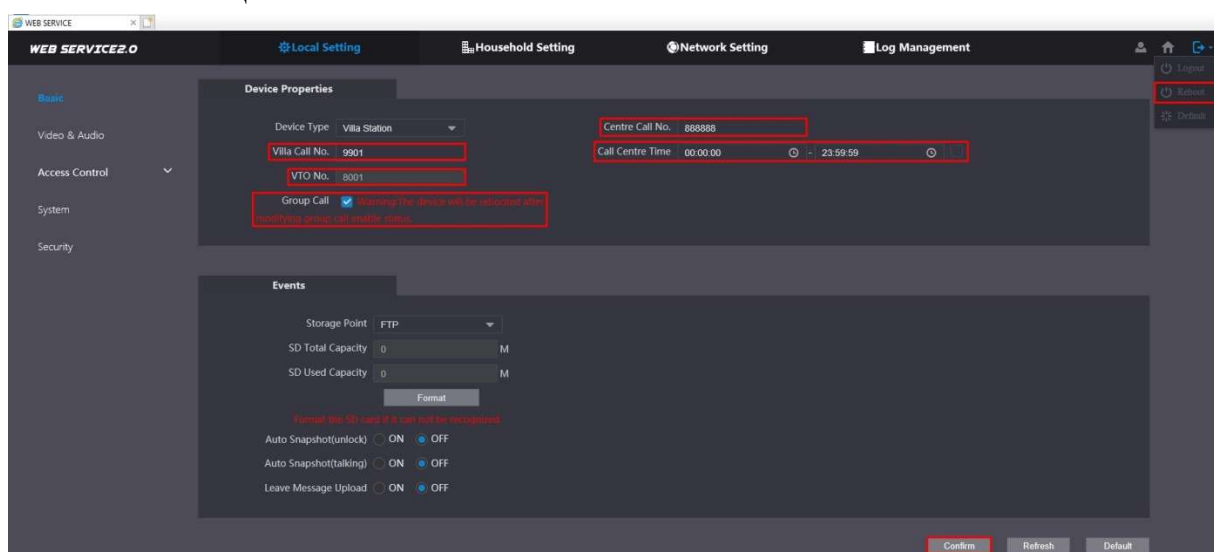 WEB SERVICE
WEB SERVICE2.0 Local Setting Household Setting Network Setting Log Management
Logout
Reboot
Default
Basic
Video & Audio
Access Control
System
Security
Device Properties
Device Type Villa Station Centre Call No. 888888
Villa Call No. 9901 Call Centre Time 00:00:00 - 23:59:59
VTO No. 8001
Group Call Warning:The device will be rebooted after
modifying group call enable status.
Events
Storage Point FTP
SD Total Capacity 0 M
SD Used Capacity 0 M
Format
Format the SD card if it can not be recognized.
Auto Snapshot(unlock) ON OFF
Auto Snapshot(talking) ON OFF
Leave Message Upload ON OFF
Confirm Refresh Default